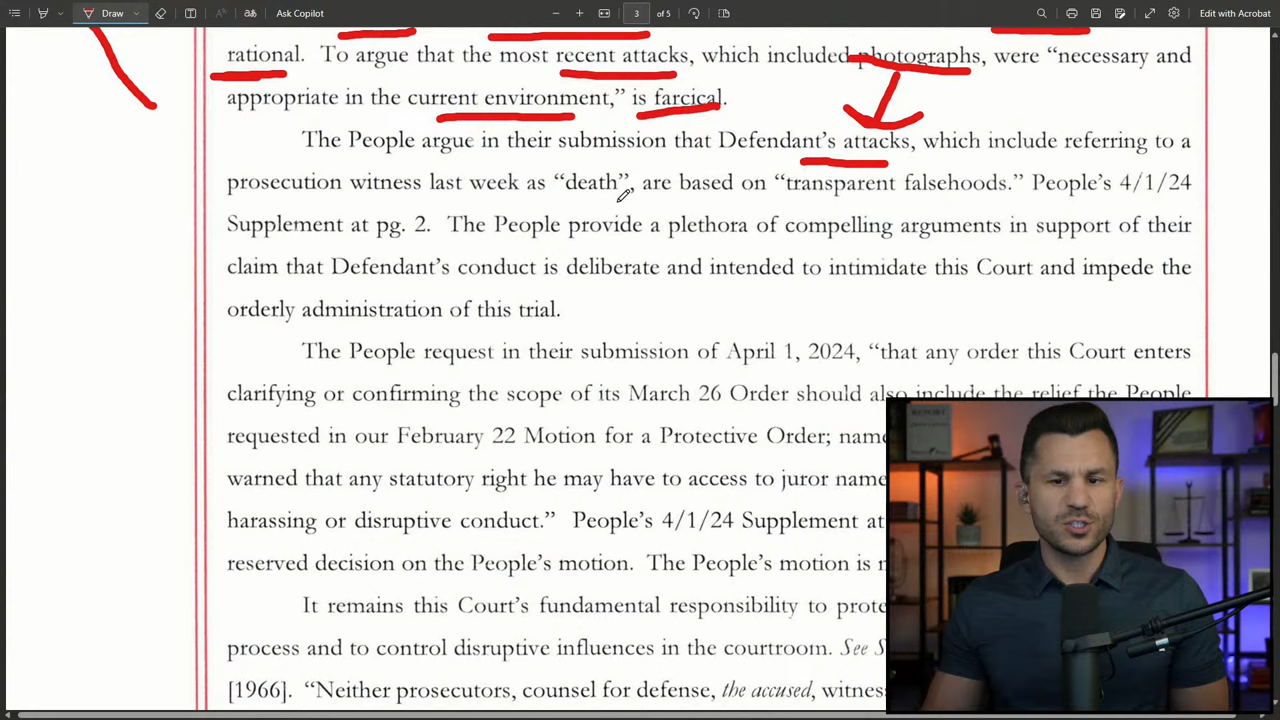 Draw
Ask Copilot
3 of 5
Edit with Acrobat
rational. To argue that the most recent attacks, which included photographs, were “necessary and
appropriate in the current environment,” is farcical.
The People argue in their submission that Defendant’s attacks, which include referring to a
prosecution witness last week as “death”, are based on “transparent falsehoods.” People’s 4/1/24
Supplement at pg. 2. The People provide a plethora of compelling arguments in support of their
claim that Defendant’s conduct is deliberate and intended to intimidate this Court and impede the
orderly administration of this trial.
The People request in their submission of April 1, 2024, “that any order this Court enters
clarifying or confirming the scope of its March 26 Order should also include the relief the People
requested in our February 22 Motion for a Protective Order; name
warned that any statutory right he may have to access to juror name
harassing or disruptive conduct.” People’s 4/1/24 Supplement at
reserved decision on the People’s motion. The People’s motion is n
It remains this Court’s fundamental responsibility to prote
process and to control disruptive influences in the courtroom. See S
[1966]. “Neither prosecutors, counsel for defense, the accused, witnes
REPORT